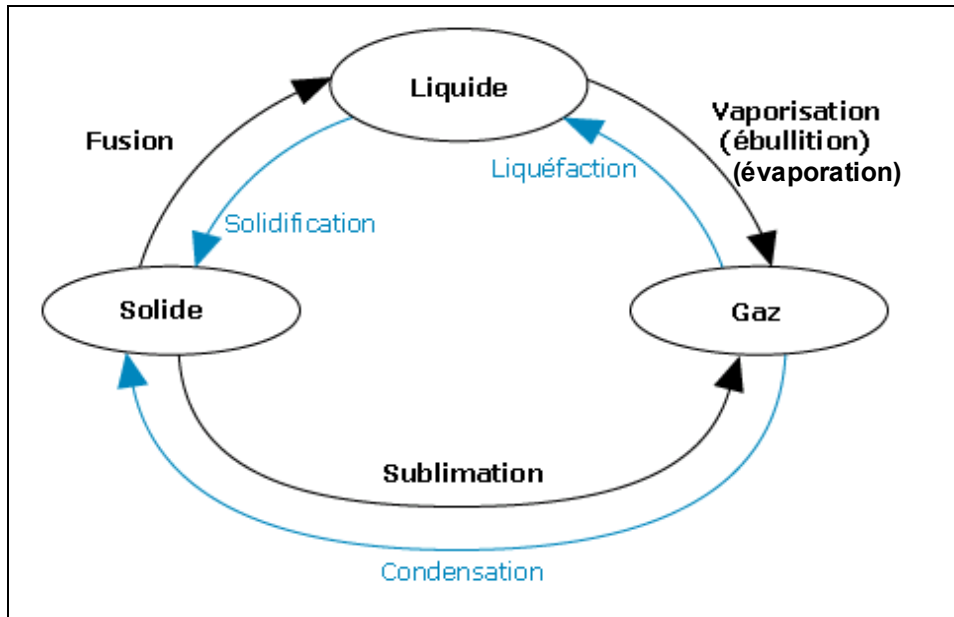 Liquide
Fusion
Vaporisation
(ébullition)
(évaporation)
Liquéfaction
Solidification
Solide
Gaz
Sublimation
Condensation